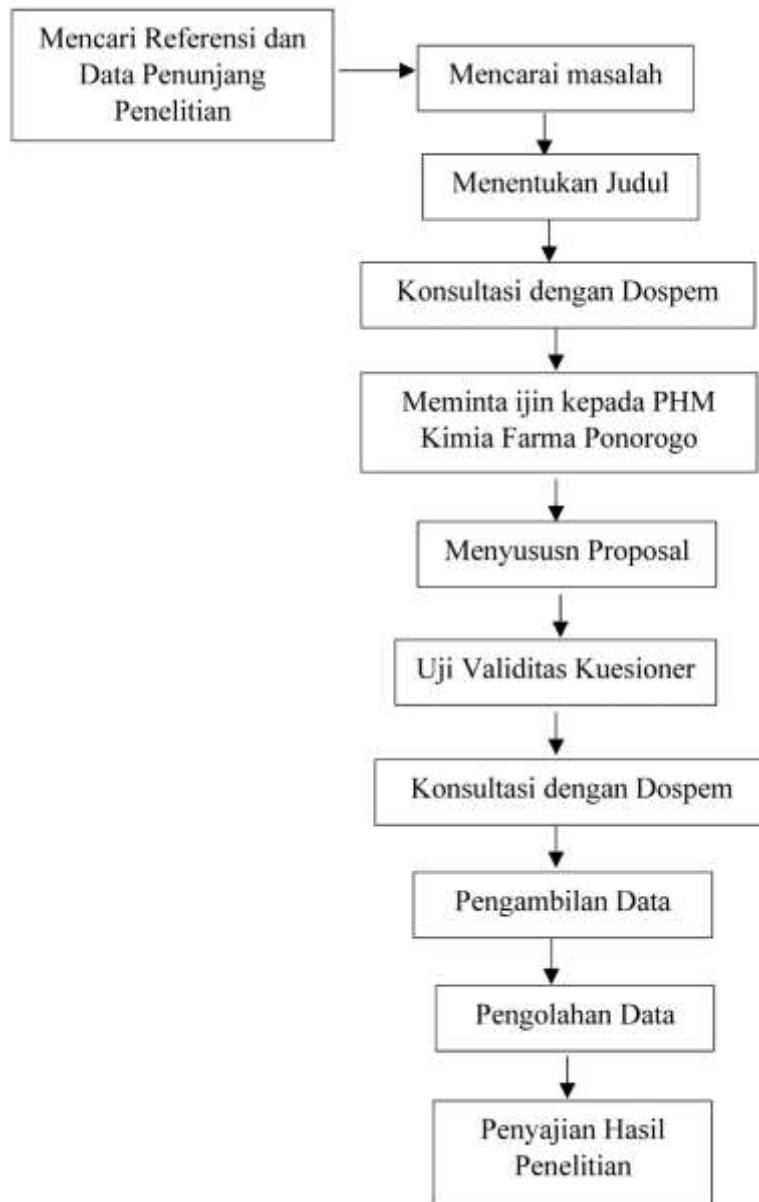 Mencari Referensi dan
Data Penunjang
Penelitian
Mencarai masalah
Menentukan Judul
Konsultasi dengan Dospem
Meminta ijin kepada PHM
Kimia Farma Ponorogo
Menyususn Proposal
Uji Validitas Kuesioner
Konsultasi dengan Dospem
Pengambilan Data
Pengolahan Data
Penyajian Hasil
Penelitian